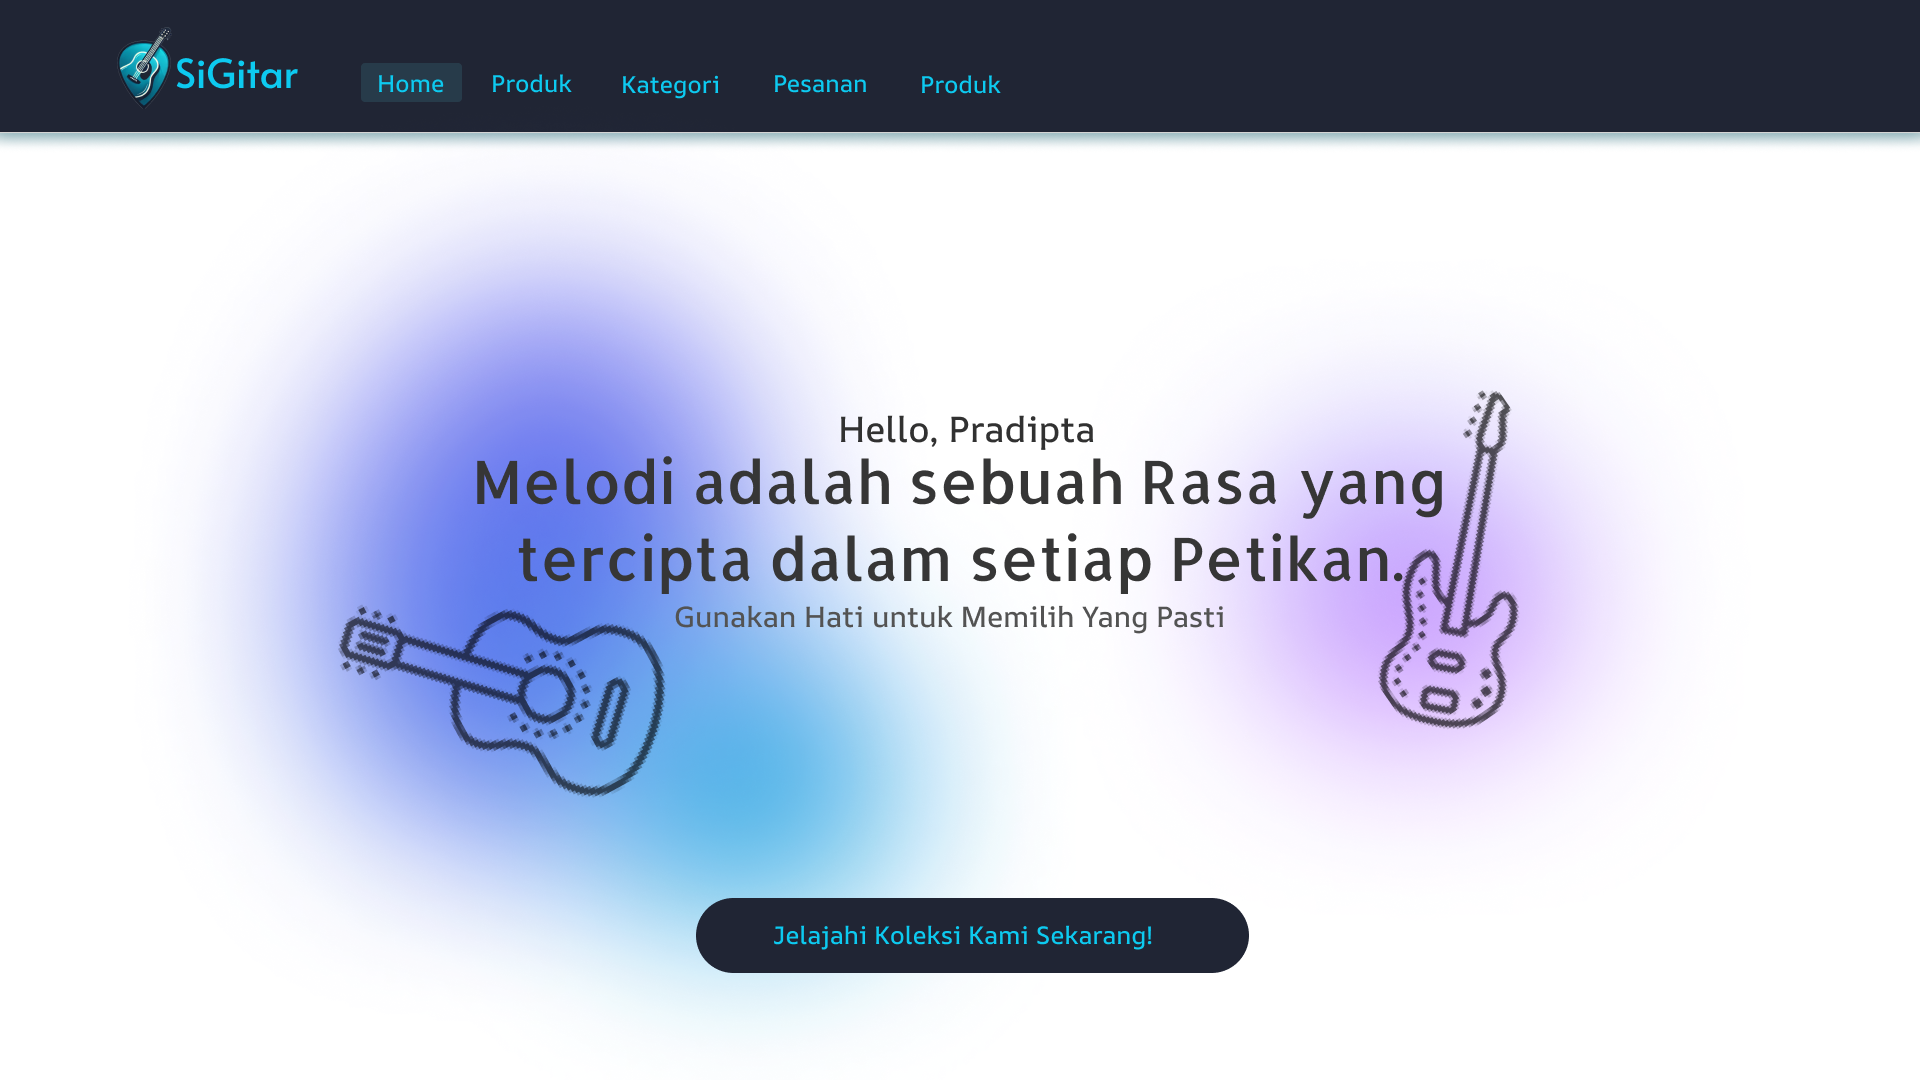 SiGitar
Home Produk Kategori Pesanan Produk
Hello, Pradipta
Melodi adalah sebuah Rasa yang
tercipta dalam setiap Petikan.
Gunakan Hati untuk Memilih Yang Pasti
Jelajahi Koleksi Kami Sekarang!